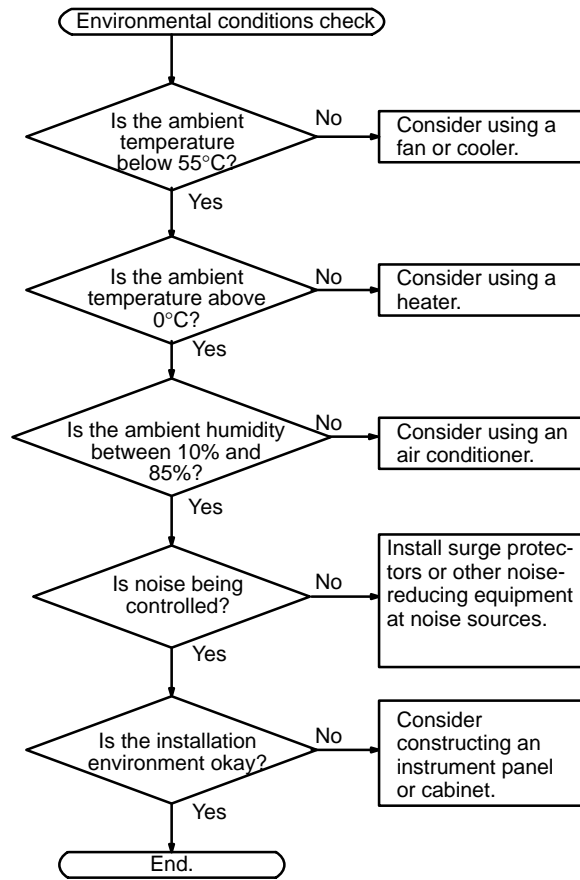 Environmental conditions check
Is the ambient
temperature
below 55°C?
No
Consider using a
fan or cooler.
Yes
Is the ambient
temperature above
0°C?
No
Consider using a
heater.
Yes
Is the ambient humidity
between 10% and
85%?
No
Consider using an
air conditioner.
Yes
Is noise being
controlled?
No
Install surge protec-
tors or other noise-
reducing equipment
at noise sources.
Yes
Is the installation
environment okay?
No
Consider
constructing an
instrument panel
or cabinet.
Yes
End.